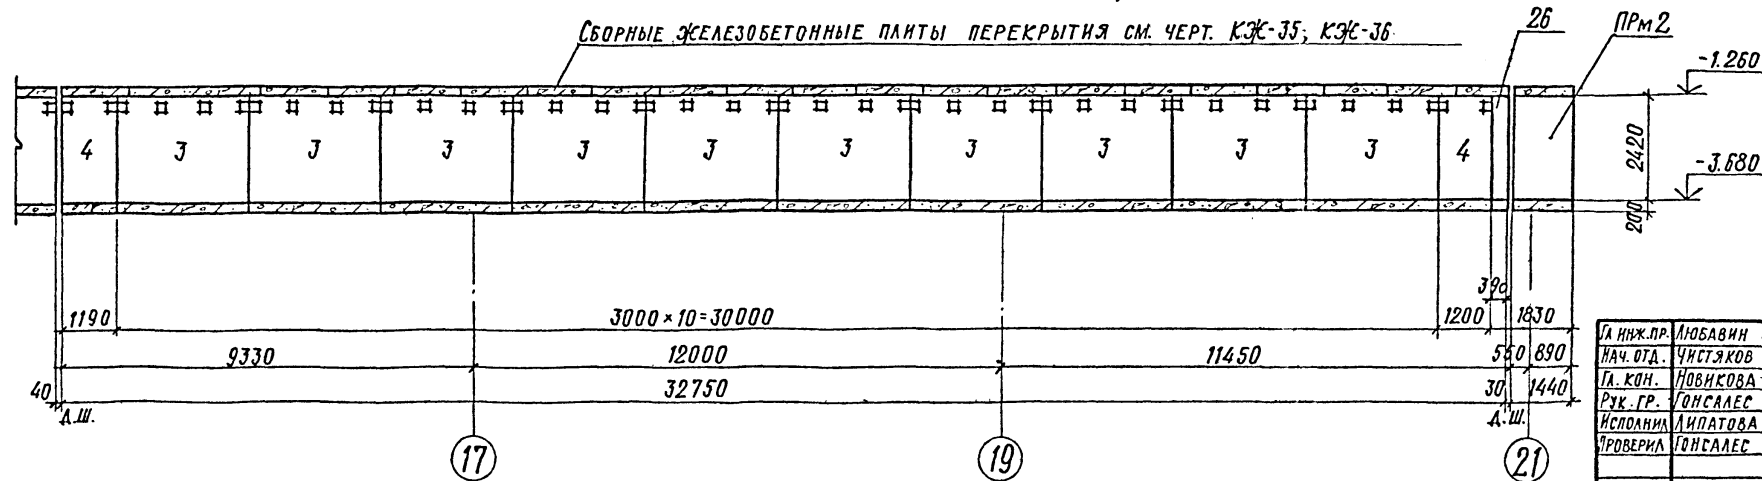 Сборные железобетонные плиты перекрытия см. черт. КЖ-35; КЖ-36.
26
ПРм2
-1.260
4 3 3 3 3 3 3 3 3 3 3 4
2420
-3.680
200
390
1190 3000×10=30000 1200 1830
9330 12000 11450 550 890
40 32750 30 1440
Д.Ш. Д.Ш.
17 19 21
Гл инж.пр. Любавин
Нач. отд. Чистяков
Гл. кон. Новикова
Рук. гр. Гонсалес
Исполнил Липатова
Проверил Гонсалес